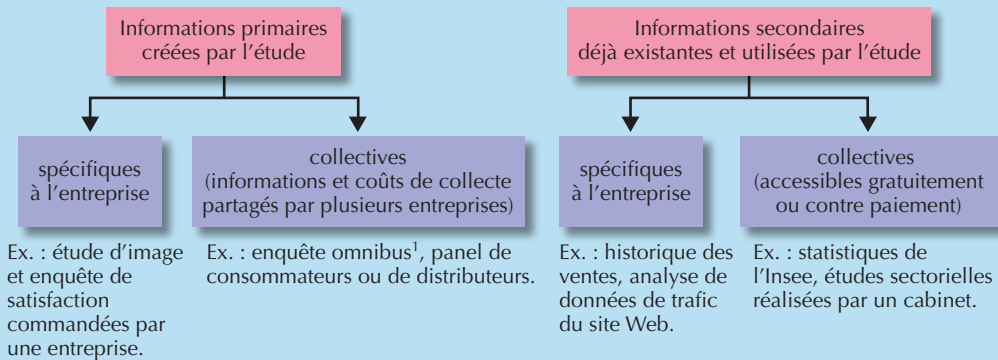 Informations primaires
créées par l'étude
Informations secondaires
déjà existantes et utilisées par l'étude
spécifiques
à l'entreprise
collectives
(informations et coûts de collecte
partagés par plusieurs entreprises)
spécifiques
à l'entreprise
collectives
(accessibles gratuitement
ou contre paiement)
Ex. : étude d'image
et enquête de
satisfaction
commandées par
une entreprise.
Ex. : enquête omnibus¹, panel de
consommateurs ou de distributeurs.
Ex. : historique des
ventes, analyse de
données de trafic
du site Web.
Ex. : statistiques de
l'Insee, études sectorielles
réalisées par un cabinet.